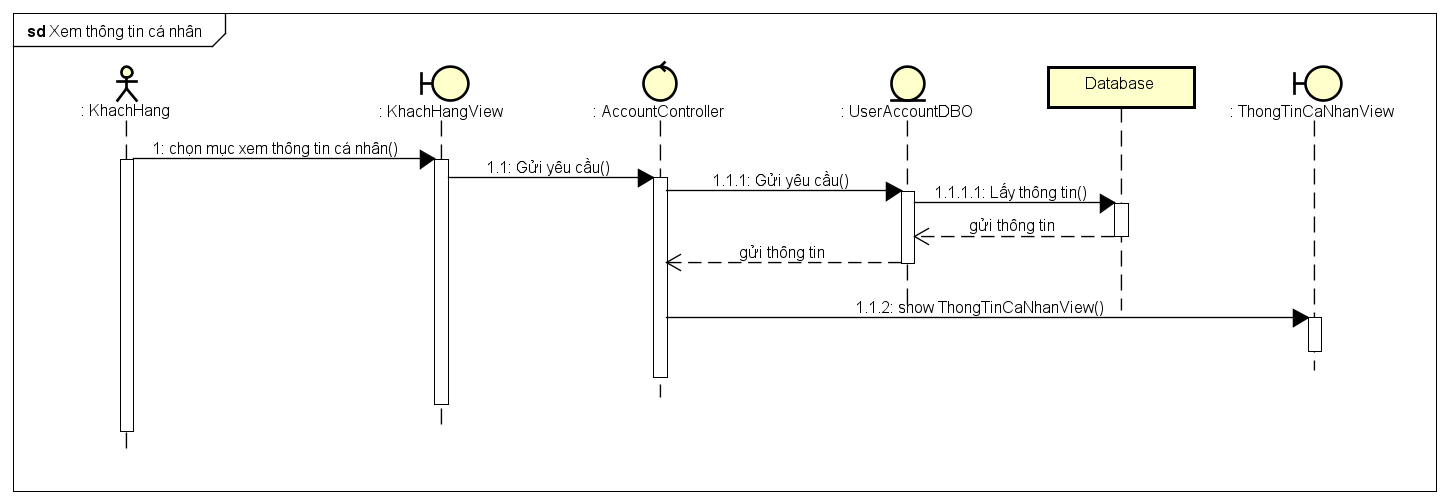 sd Xem thông tin cá nhân
: KhachHang
: KhachHangView
: AccountController
: UserAccountDBO
Database
: ThongTinCaNhanView
1: chọn mục xem thông tin cá nhân()
1.1: Gửi yêu cầu()
1.1.1: Gửi yêu cầu()
1.1.1.1: Lấy thông tin()
gửi thông tin
gửi thông tin
1.1.2: show ThongTinCaNhanView()